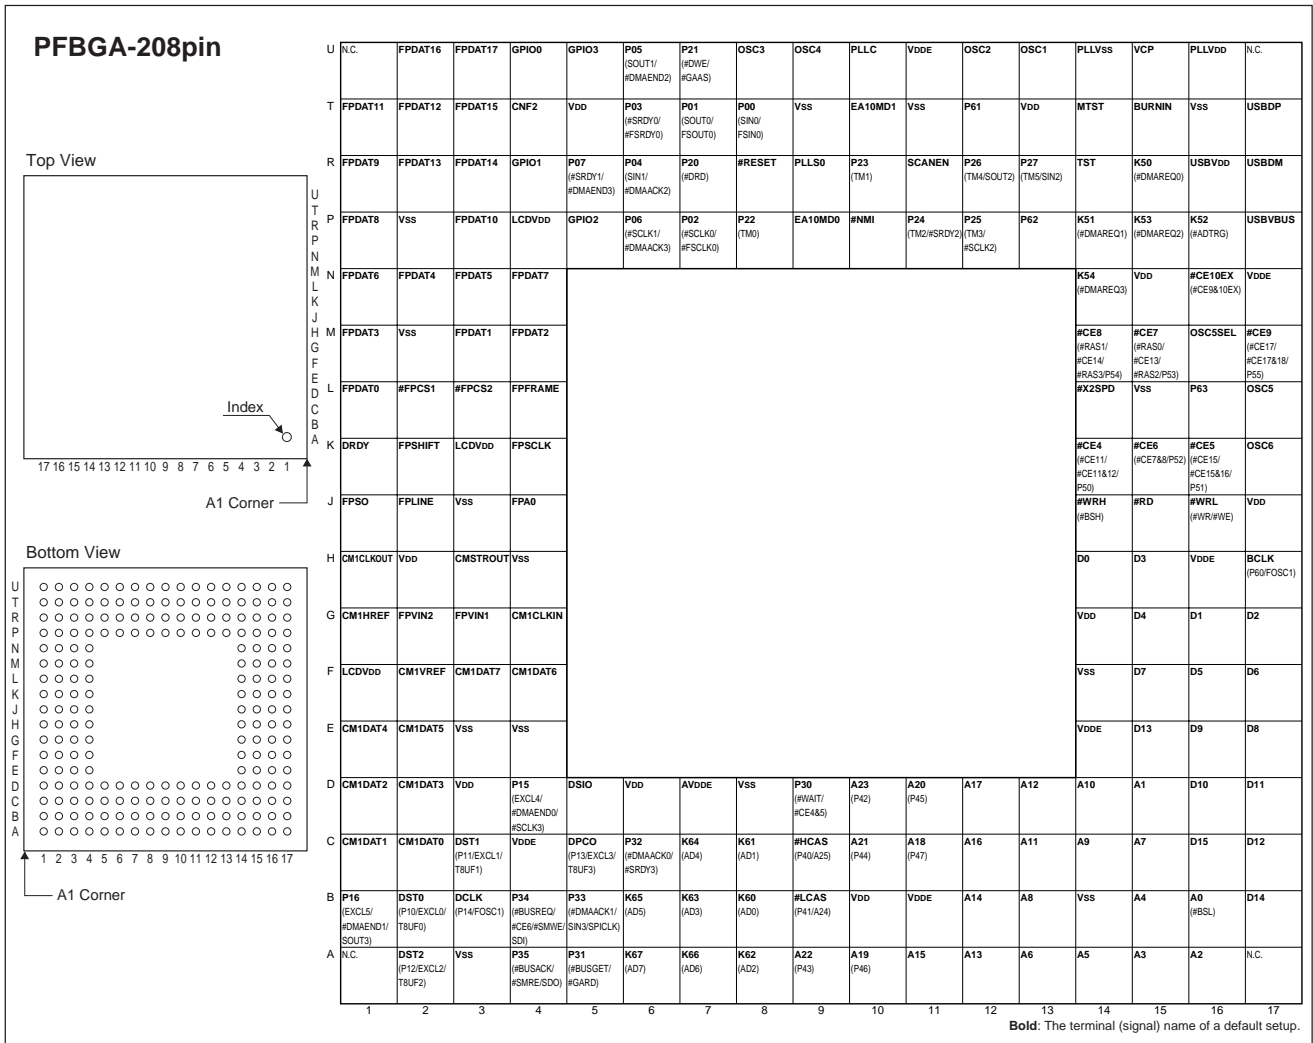 PFBGA-208pin
Top View
U
T
R
P
N
M
L
K
J
H
G
F
E
D
C
B
A
Index
17 16 15 14 13 12 11 10 9 8 7 6 5 4 3 2 1
A1 Corner
Bottom View
U
T
R
P
N
M
L
K
J
H
G
F
E
D
C
B
A
1 2 3 4 5 6 7 8 9 10 11 12 13 14 15 16 17
A1 Corner
U N.C. FPDAT16 FPDAT17 GPIO0 GPIO3 P05 P21 OSC3 OSC4 PLLC VDDE OSC2 OSC1 PLLVSS VCP PLLVDD N.C.
(SOUT1/ (#DWE/
#DMAEND2) #GAAS)
T FPDAT11 FPDAT12 FPDAT15 CNF2 VDD P03 P01 P00 VSS EA10MD1 VSS P61 VDD MTST BURNIN VSS USBDP
(#SRDY0/ (SOUT0/ (SIN0/
#FSRDY0) FSOUT0) FSIN0)
R FPDAT9 FPDAT13 FPDAT14 GPIO1 P07 P04 P20 #RESET PLLS0 P23 SCANEN P26 P27 TST K50 USBVDD USBDM
(#SRDY1/ (SIN1/ (#DRD) (TM1) (TM4/SOUT2) (TM5/SIN2) (#DMAREQ0)
#DMAEND3) #DMAACK2)
P FPDAT8 VSS FPDAT10 LCDVDD GPIO2 P06 P02 P22 EA10MD0 #NMI P24 P25 P62 K51 K53 K52 USBVBUS
(#SCLK1/ (#SCLK0/ (TM0) (TM2/#SRDY2) (TM3/ (#DMAREQ1) (#DMAREQ2) (#ADTRG)
#DMAACK3) #FSCLK0) #SCLK2)
N FPDAT6 FPDAT4 FPDAT5 FPDAT7 K54 VDD #CE10EX VDDE
(#DMAREQ3) (#CE9&10EX)
M FPDAT3 VSS FPDAT1 FPDAT2 #CE8 #CE7 OSC5SEL #CE9
(#RAS1/ (#RAS0/ (#CE17/
#CE14/ #CE13/ #CE17&18/
#RAS3/P54) #RAS2/P53) P55)
L FPDAT0 #FPCS1 #FPCS2 FPFRAME #X2SPD VSS P63 OSC5
K DRDY FPSHIFT LCDVDD FPSCLK #CE4 #CE6 #CE5 OSC6
(#CE11/ (#CE7&8/P52) (#CE15/
#CE11&12/ #CE15&16/
P50) P51)
J FPSO FPLINE VSS FPA0 #WRH #RD #WRL VDD
(#BSH) (#WR/#WE)
H CM1CLKOUT VDD CMSTROUT VSS D0 D3 VDDE BCLK
(P60/FOSC1)
G CM1HREF FPVIN2 FPVIN1 CM1CLKIN VDD D4 D1 D2
F LCDVDD CM1VREF CM1DAT7 CM1DAT6 VSS D7 D5 D6
E CM1DAT4 CM1DAT5 VSS VSS VDDE D13 D9 D8
D CM1DAT2 CM1DAT3 VDD P15 DSIO VDD AVDDE VSS P30 A23 A20 A17 A12 A10 A1 D10 D11
(EXCL4/ (#WAIT/ (P42) (P45)
#DMAEND0/ #CE4&5)
#SCLK3)
C CM1DAT1 CM1DAT0 DST1 VDDE DPCO P32 K64 K61 #HCAS A21 A18 A16 A11 A9 A7 D15 D12
(P11/EXCL1/ (P13/EXCL3/ (#DMAACK0/ (AD4) (AD1) (P40/A25) (P44) (P47)
T8UF1) T8UF3) #SRDY3)
B P16 DST0 DCLK P34 P33 K65 K63 K60 #LCAS VDD VDDE A14 A8 VSS A4 A0 D14
(EXCL5/ (P10/EXCL0/ (P14/FOSC1) (#BUSREQ/ (#DMAACK1/ (AD5) (AD3) (AD0) (P41/A24) (#BSL)
#DMAEND1/ T8UF0) #CE6/#SMWE/ SIN3/SPICLK)
SOUT3) SDI)
A N.C. DST2 VSS P35 P31 K67 K66 K62 A22 A19 A15 A13 A6 A5 A3 A2 N.C.
(P12/EXCL2/ (#BUSACK/ (#BUSGET/ (AD7) (AD6) (AD2) (P43) (P46)
T8UF2) #SMRE/SDO) #GARD)
1 2 3 4 5 6 7 8 9 10 11 12 13 14 15 16 17
Bold: The terminal (signal) name of a default setup.